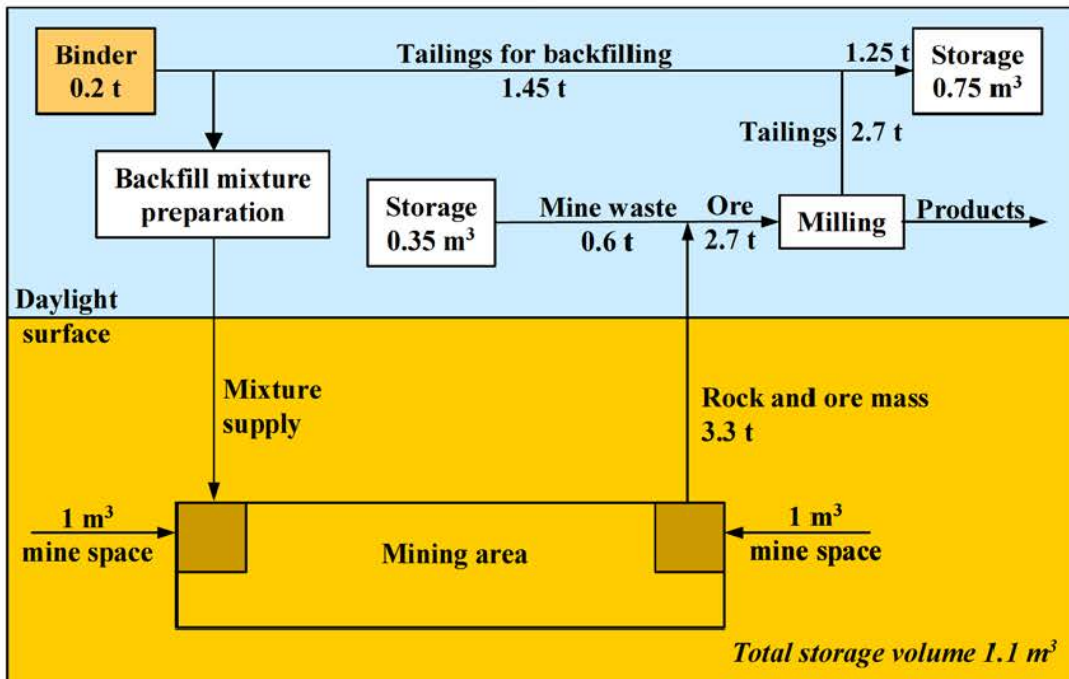 Binder
0.2 t
Tailings for backfilling
1.45 t
1.25 t
Storage
0.75 m³
Tailings 2.7 t
Backfill mixture
preparation
Storage
0.35 m³
Mine waste
0.6 t
Ore
2.7 t
Milling
Products
Daylight
surface
Mixture
supply
Rock and ore mass
3.3 t
1 m³
mine space
Mining area
1 m³
mine space
Total storage volume 1.1 m³